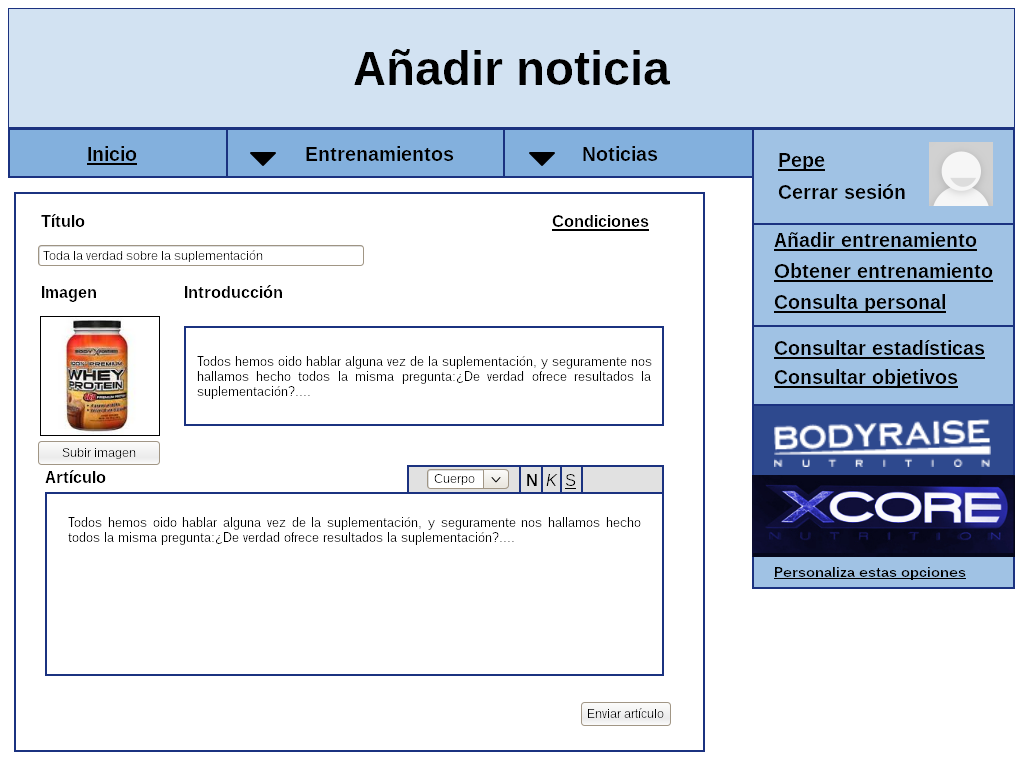 Añadir noticia
Inicio
Entrenamientos
Noticias
Pepe
Cerrar sesión
Título
Condiciones
Toda la verdad sobre la suplementación
Añadir entrenamiento
Obtener entrenamiento
Consulta personal
Imagen
Introducción
WHEY
PROTEIN
Todos hemos oido hablar alguna vez de la suplementación, y seguramente nos
hallamos hecho todos la misma pregunta:¿De verdad ofrece resultados la
suplementación?....
Consultar estadísticas
Consultar objetivos
Subir imagen
BODYRAISE
NUTRITION
XCORE
NUTRITION
Artículo
Cuerpo
N
K
S
Todos hemos oido hablar alguna vez de la suplementación, y seguramente nos hallamos hecho
todos la misma pregunta:¿De verdad ofrece resultados la suplementación?....
Personaliza estas opciones
Enviar artículo